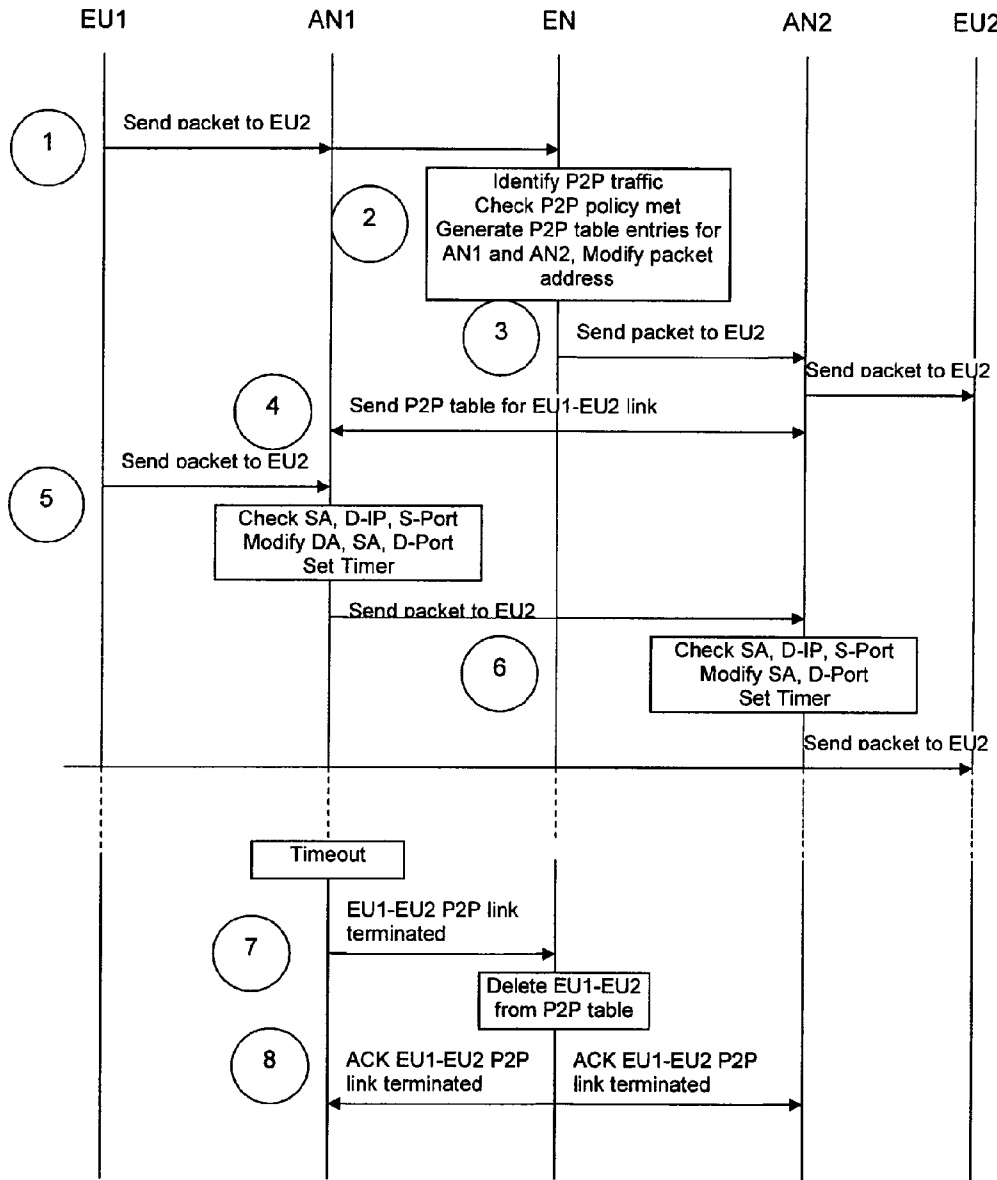 EU1 AN1 EN AN2 EU2
1
Send packet to EU2
2
Identify P2P traffic
Check P2P policy met
Generate P2P table entries for
AN1 and AN2, Modify packet
address
3
Send packet to EU2
Send packet to EU2
4
Send P2P table for EU1-EU2 link
5
Send packet to EU2
Check SA, D-IP, S-Port
Modify DA, SA, D-Port
Set Timer
Send packet to EU2
6
Check SA, D-IP, S-Port
Modify SA, D-Port
Set Timer
Send packet to EU2
Timeout
7
EU1-EU2 P2P link
terminated
Delete EU1-EU2
from P2P table
8
ACK EU1-EU2 P2P
link terminated
ACK EU1-EU2 P2P
link terminated